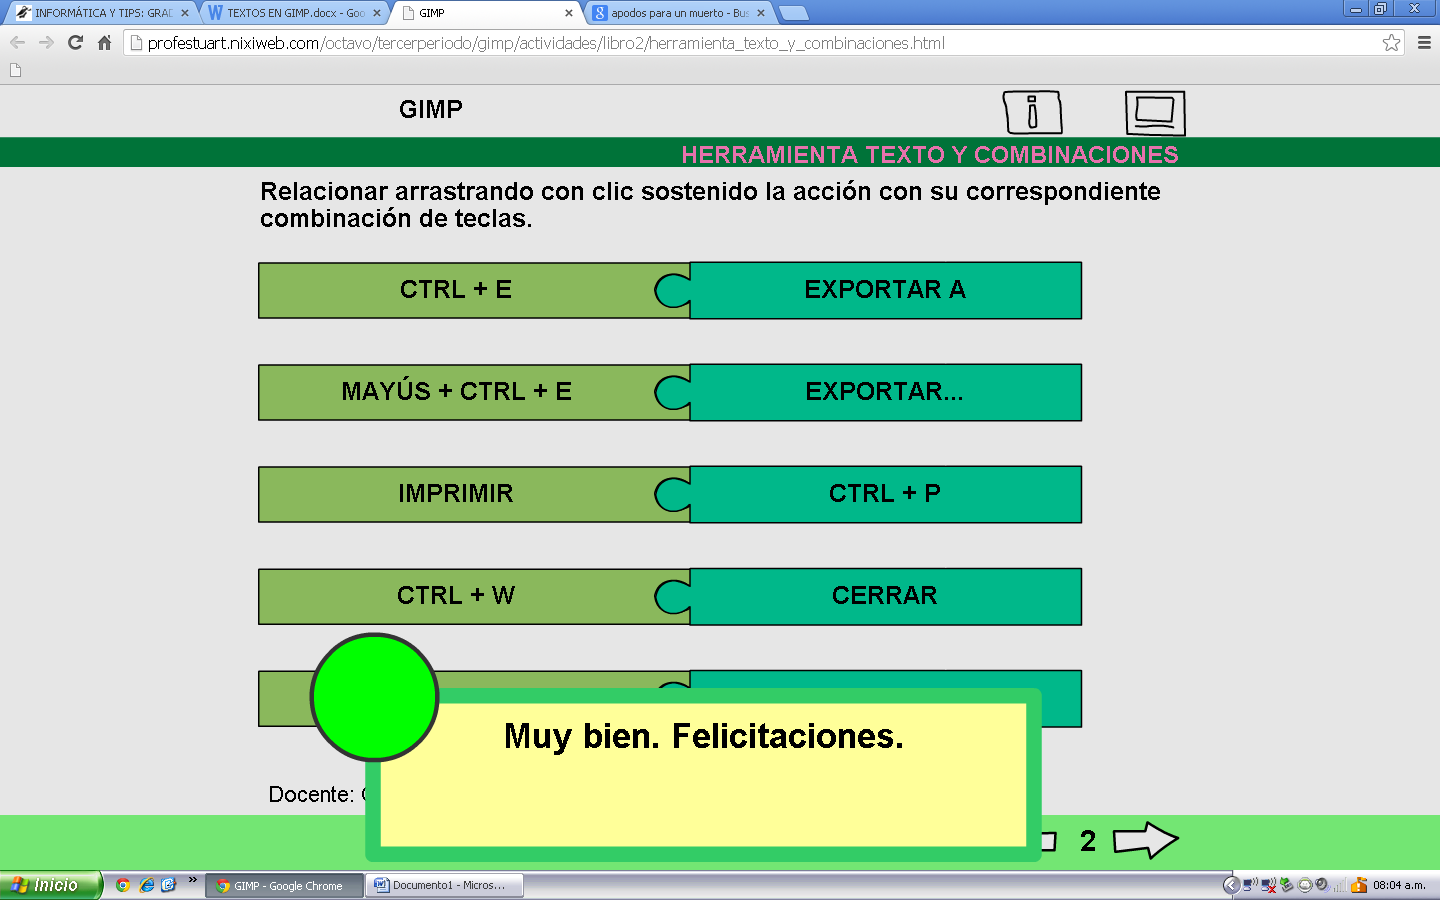 INFORMÁTICA Y TIPS: GRAD
TEXTOS EN GIMP.docx - Goo
GIMP
apodos para un muerto - Bus
profestuart.nixiweb.com/octavo/tercerperiodo/gimp/actividades/libro2/herramienta_texto_y_combinaciones.html
GIMP
i
HERRAMIENTA TEXTO Y COMBINACIONES
Relacionar arrastrando con clic sostenido la acción con su correspondiente
combinación de teclas.
CTRL + E EXPORTAR A
MAYÚS + CTRL + E EXPORTAR...
IMPRIMIR CTRL + P
CTRL + W CERRAR
Muy bien. Felicitaciones.
Docente:
2
Inicio
GIMP - Google Chrome
Documento1 - Micros...
08:04 a.m.